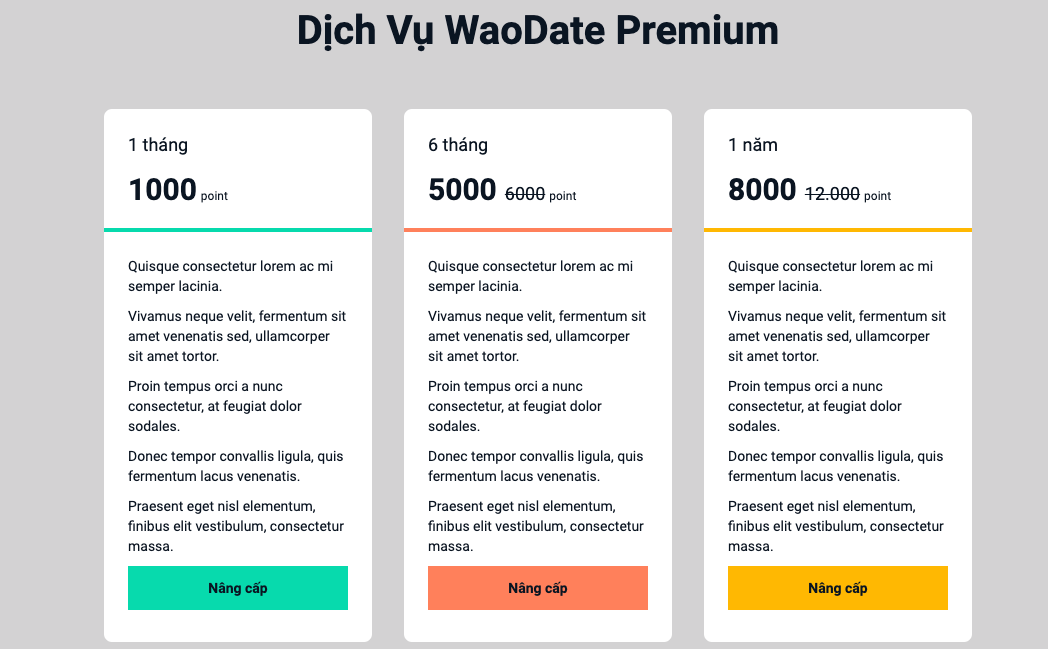 Dịch Vụ WaoDate Premium
1 tháng
1000 point
Quisque consectetur lorem ac mi
semper lacinia.
Vivamus neque velit, fermentum sit
amet venenatis sed, ullamcorper
sit amet tortor.
Proin tempus orci a nunc
consectetur, at feugiat dolor
sodales.
Donec tempor convallis ligula, quis
fermentum lacus venenatis.
Praesent eget nisl elementum,
finibus elit vestibulum, consectetur
massa.
Nâng cấp
6 tháng
5000 6000 point
Quisque consectetur lorem ac mi
semper lacinia.
Vivamus neque velit, fermentum sit
amet venenatis sed, ullamcorper
sit amet tortor.
Proin tempus orci a nunc
consectetur, at feugiat dolor
sodales.
Donec tempor convallis ligula, quis
fermentum lacus venenatis.
Praesent eget nisl elementum,
finibus elit vestibulum, consectetur
massa.
Nâng cấp
1 năm
8000 12.000 point
Quisque consectetur lorem ac mi
semper lacinia.
Vivamus neque velit, fermentum sit
amet venenatis sed, ullamcorper
sit amet tortor.
Proin tempus orci a nunc
consectetur, at feugiat dolor
sodales.
Donec tempor convallis ligula, quis
fermentum lacus venenatis.
Praesent eget nisl elementum,
finibus elit vestibulum, consectetur
massa.
Nâng cấp